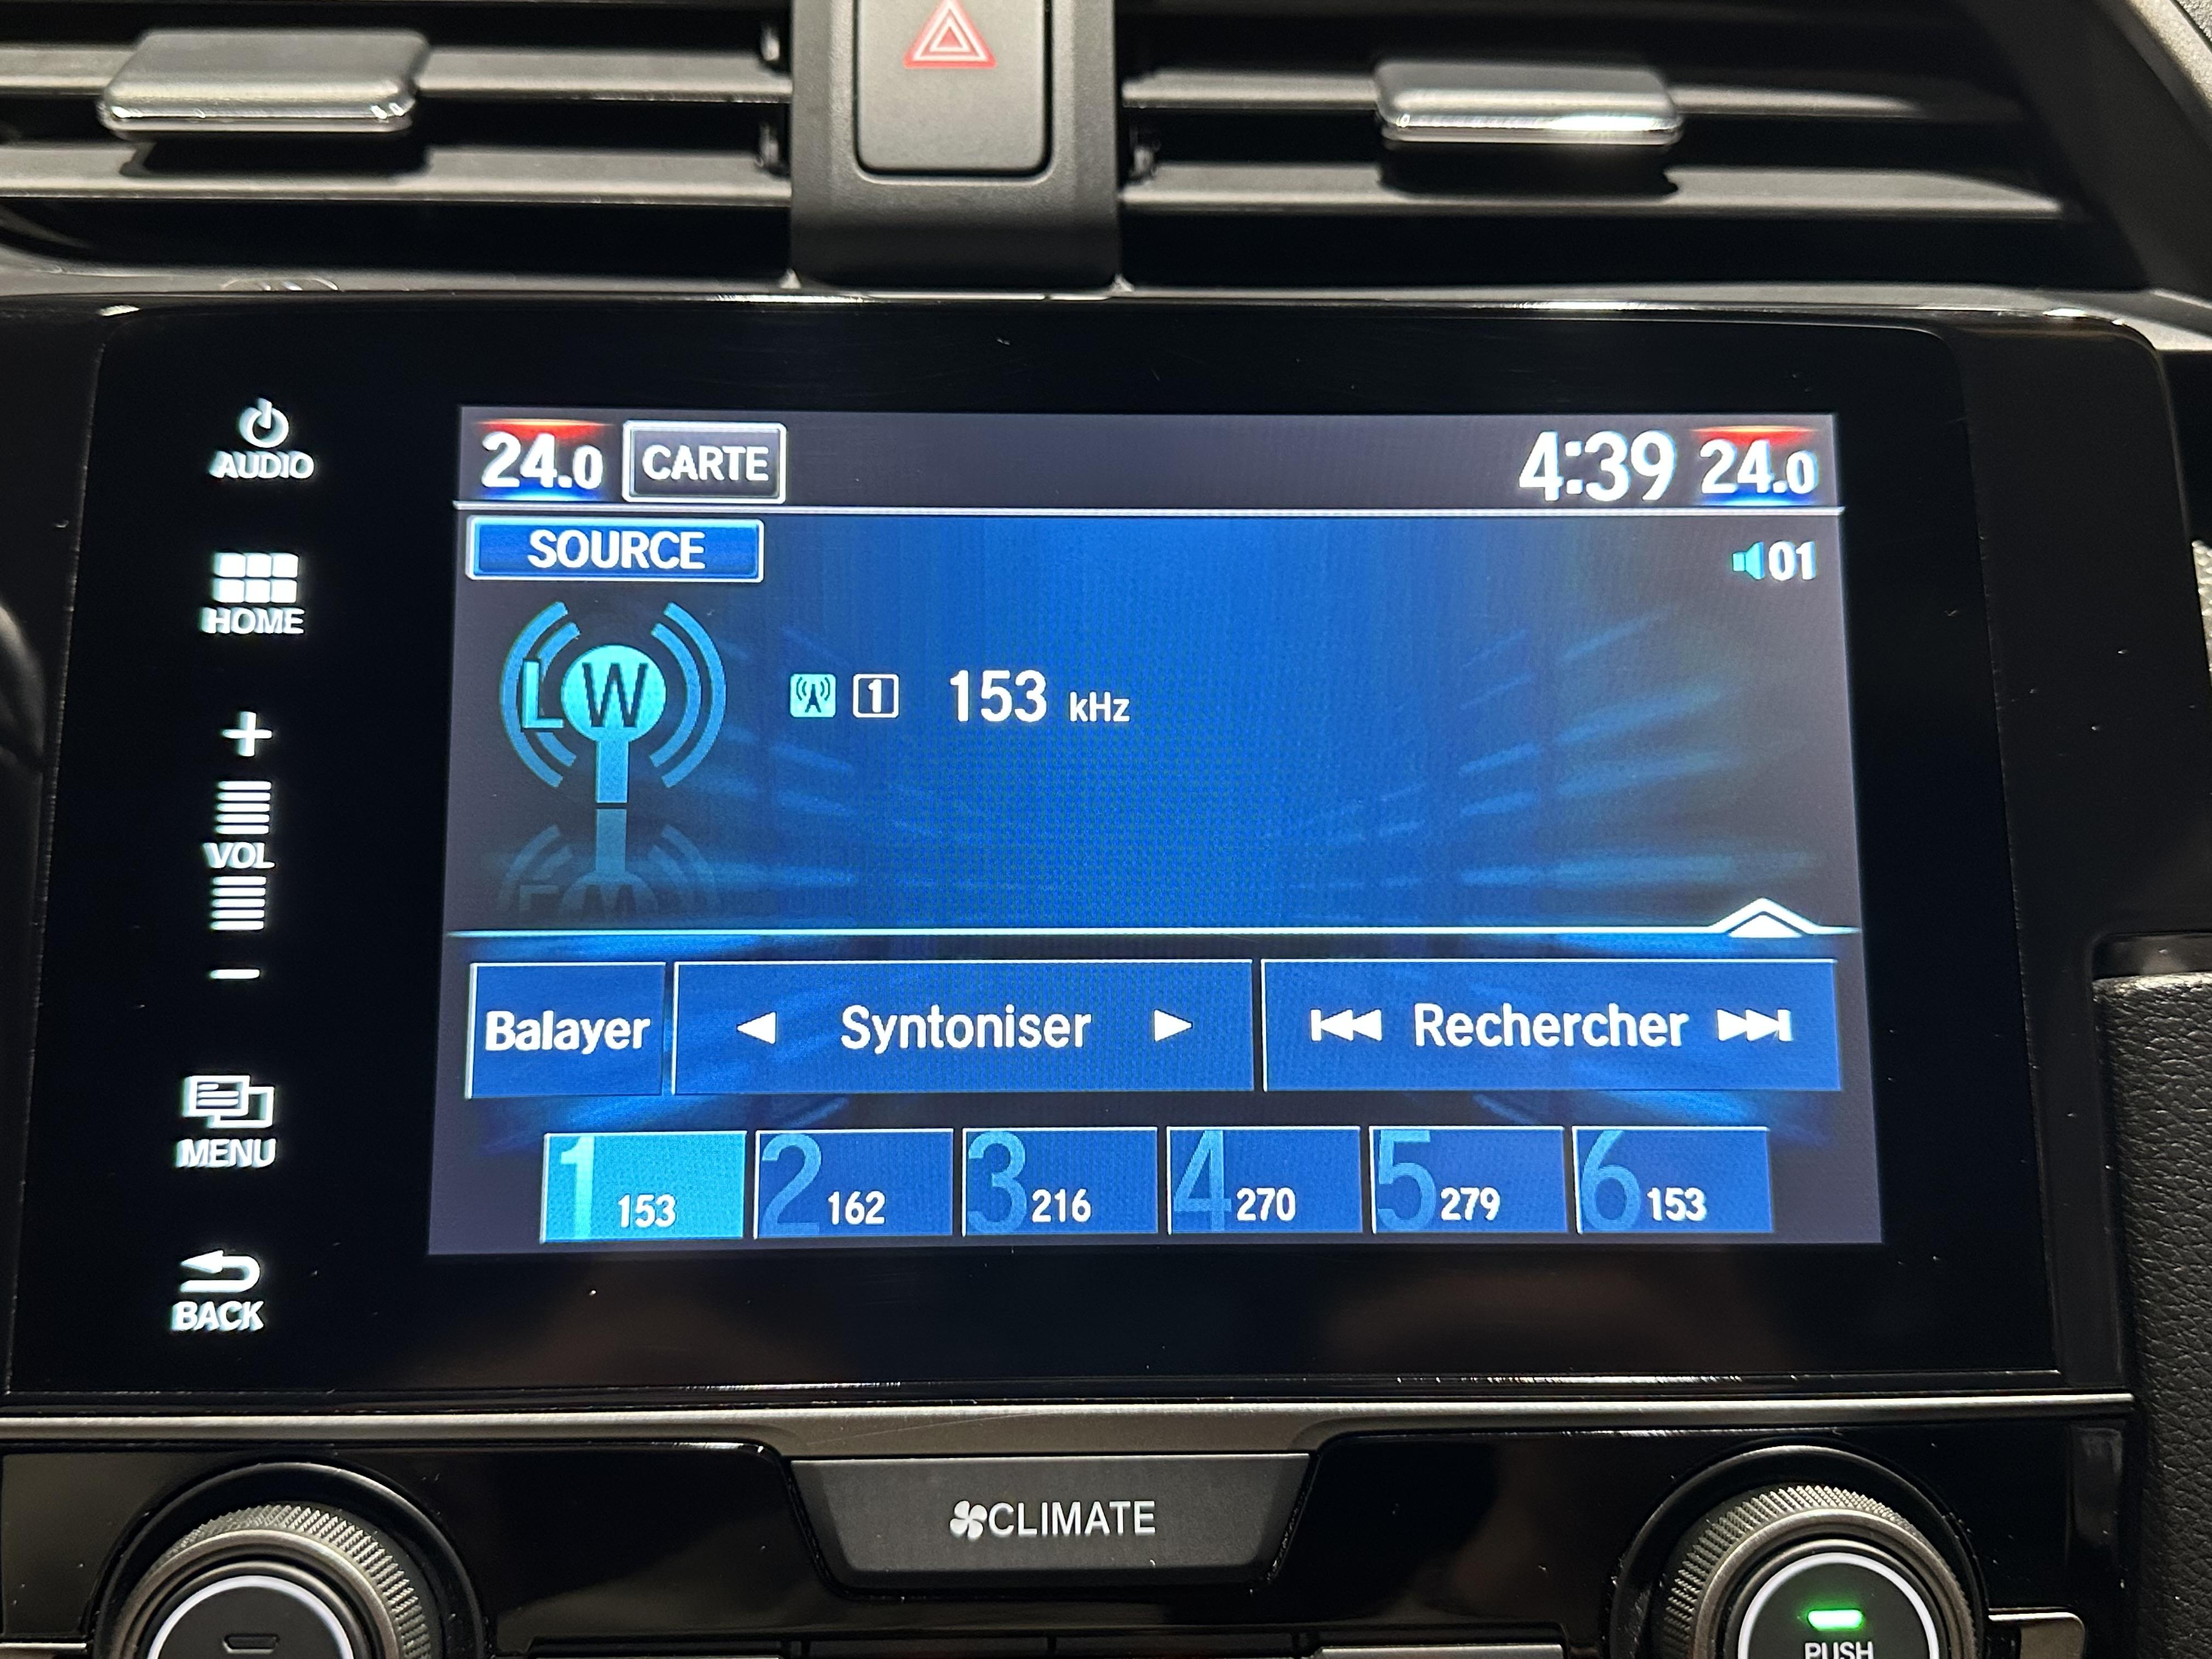 AUDIO
24.0 CARTE 4:39 24.0
SOURCE 01
HOME
LW 1 153 kHz
+
VOL
FM
-
Balayer Syntoniser Rechercher
MENU
1 153 2 162 3 216 4 270 5 279 6 153
BACK
CLIMATE
PUSH